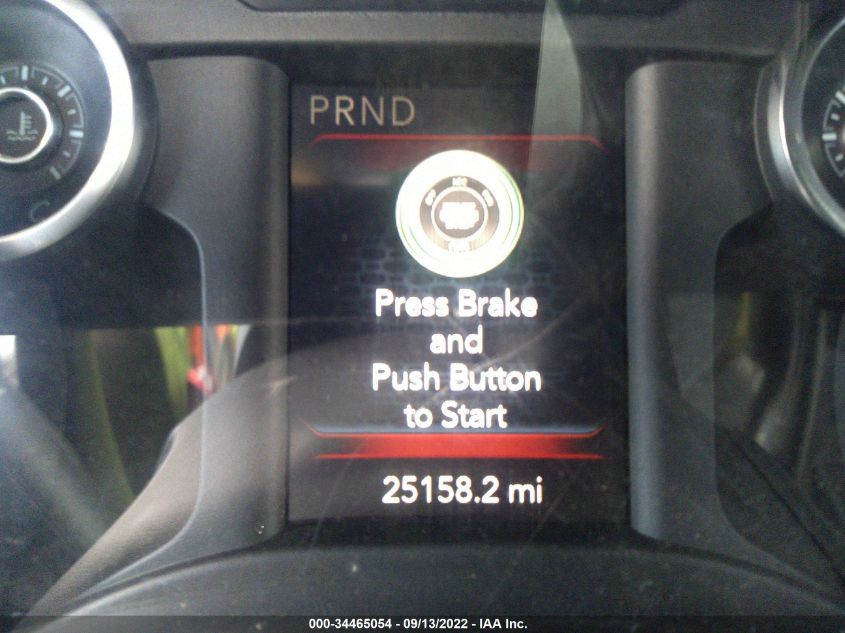 PRND
Press Brake
and
Push Button
to Start
25158.2 mi
C
000-34465054 - 09/13/2022 - IAA Inc.